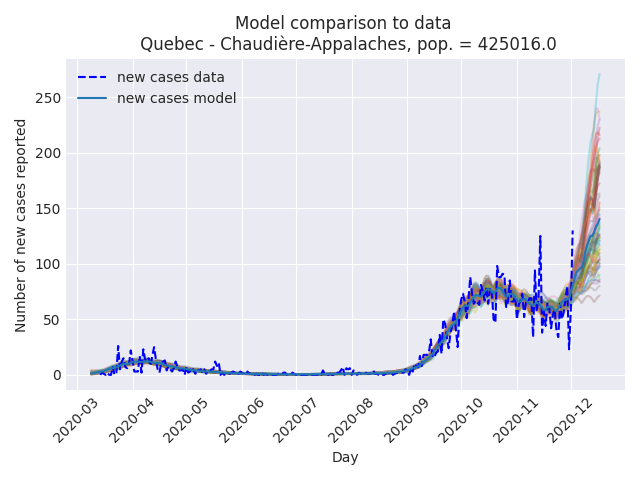 Model comparison to data
Quebec - Chaudière-Appalaches, pop. = 425016.0
new cases data
new cases model
Number of new cases reported
250
200
150
100
50
0
2020-03
2020-04
2020-05
2020-06
2020-07
2020-08
2020-09
2020-10
2020-11
2020-12
Day